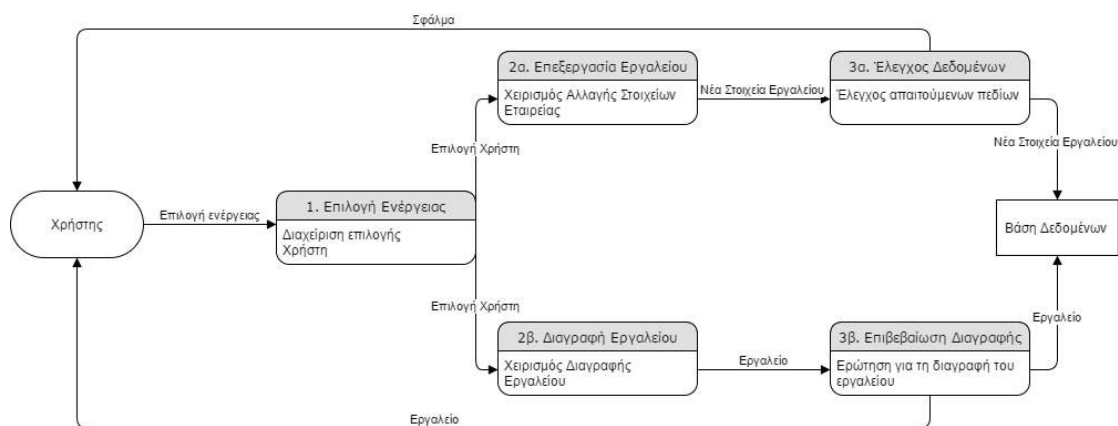 Σφάλμα
2α. Επεξεργασία Εργαλείου
Χειρισμός Αλλαγής Στοιχείων
Εταιρείας
Νέα Στοιχεία Εργαλείου
3α. Έλεγχος Δεδομένων
Έλεγχος απαιτούμενων πεδίων
Νέα Στοιχεία Εργαλείου
Επιλογή Χρήστη
Χρήστης
Επιλογή ενέργειας
1. Επιλογή Ενέργειας
Διαχείριση επιλογής
Χρήστη
Βάση Δεδομένων
Επιλογή Χρήστη
2β. Διαγραφή Εργαλείου
Χειρισμός Διαγραφής
Εργαλείου
Εργαλείο
3β. Επιβεβαίωση Διαγραφής
Ερώτηση για τη διαγραφή του
εργαλείου
Εργαλείο
Εργαλείο